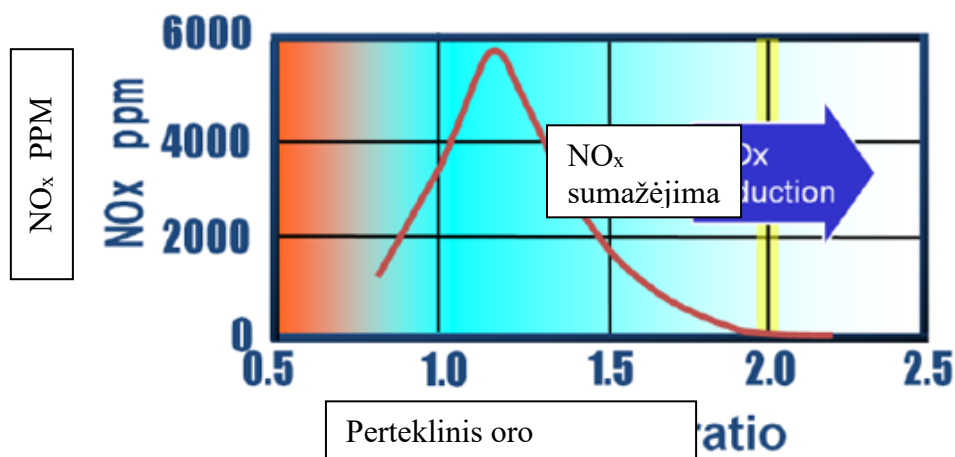 6000
NOx PPM
NOx ppm
4000
NOx
sumažėjima
Ox
duction
2000
0
0.5 1.0 1.5 2.0 2.5
Perteklinis oro
ratio